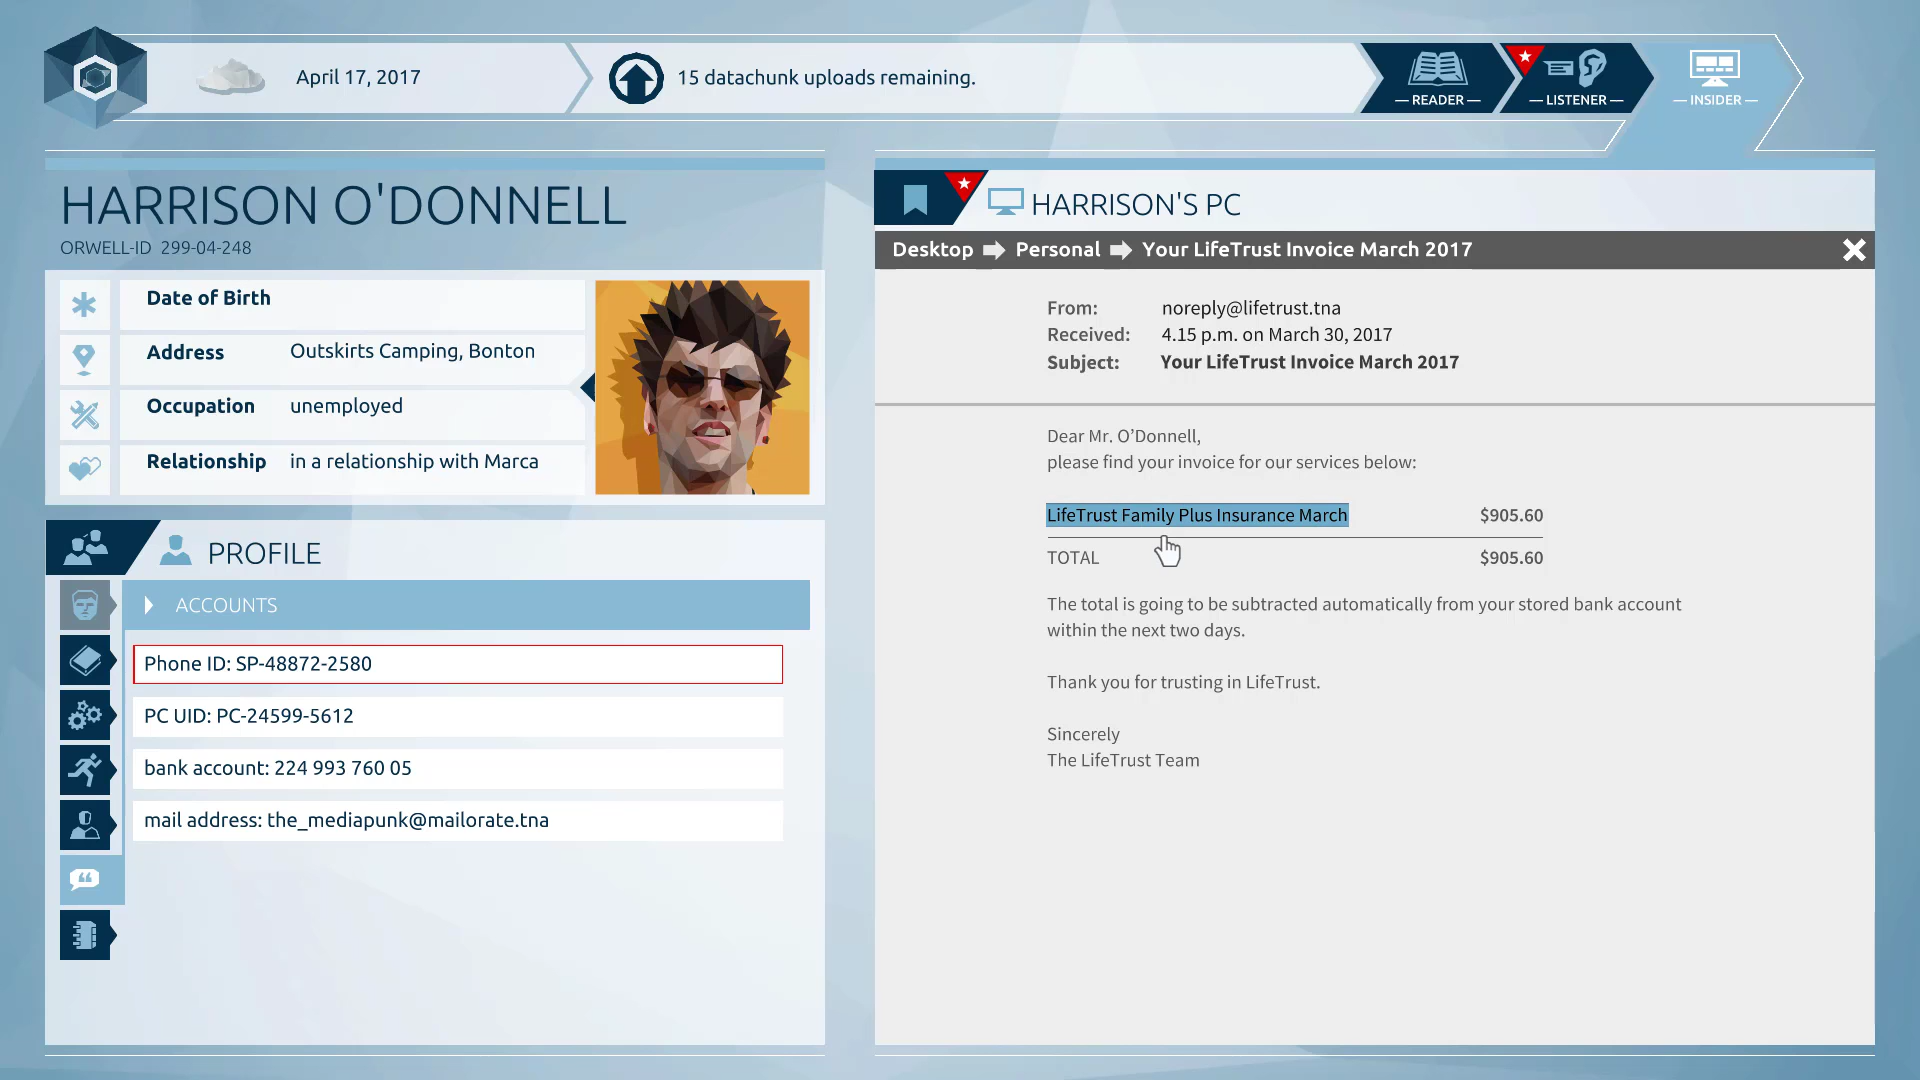 April 17, 2017
15 datachunk uploads remaining.
— READER —
— LISTENER —
— INSIDER —
HARRISON O'DONNELL
ORWELL-ID 299-04-248
Date of Birth
Address Outskirts Camping, Bonton
Occupation unemployed
Relationship in a relationship with Marca
PROFILE
ACCOUNTS
Phone ID: SP-48872-2580
PC UID: PC-24599-5612
bank account: 224 993 760 05
mail address: the_mediapunk@mailorate.tna
HARRISON'S PC
Desktop Personal Your LifeTrust Invoice March 2017
From: noreply@lifetrust.tna
Received: 4.15 p.m. on March 30, 2017
Subject: Your LifeTrust Invoice March 2017
Dear Mr. O’Donnell,
please find your invoice for our services below:
LifeTrust Family Plus Insurance March $905.60
TOTAL $905.60
The total is going to be subtracted automatically from your stored bank account
within the next two days.
Thank you for trusting in LifeTrust.
Sincerely
The LifeTrust Team